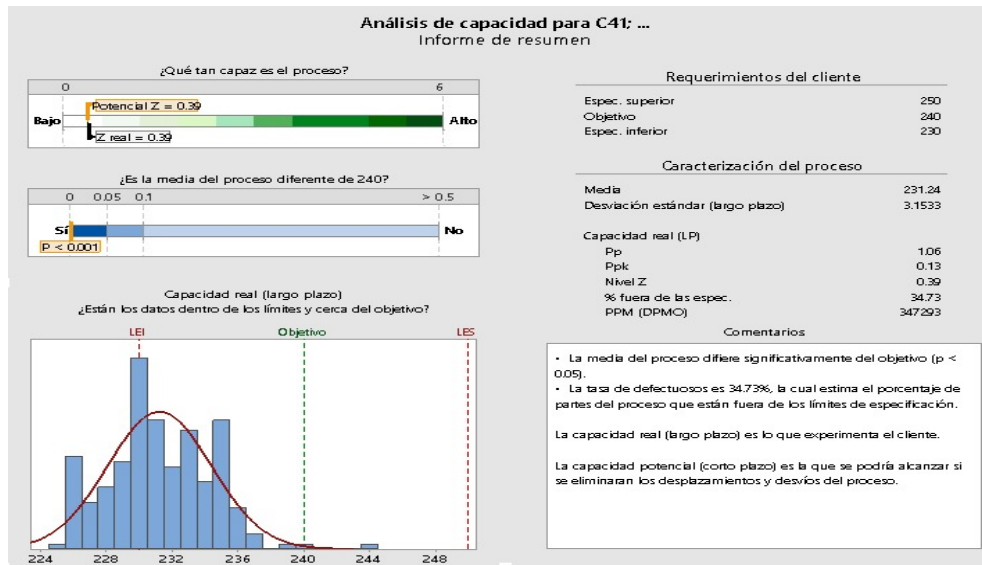 Análisis de capacidad para C41; ...
Informe de resumen
¿Qué tan capaz es el proceso?
0 6
Potencial Z = 0.39
Bajo Alto
Z real = 0.39
¿Es la media del proceso diferente de 240?
0 0.05 0.1 > 0.5
Sí No
P < 0.001
Capacidad real (largo plazo)
¿Están los datos dentro de los límites y cerca del objetivo?
LEI Objetivo LES
224 228 232 236 240 244 248
Requerimientos del cliente
Espec. superior 250
Objetivo 240
Espec. inferior 230
Caracterización del proceso
Media 231.24
Desviación estándar (largo plazo) 3.1533
Capacidad real (LP)
Pp 1.06
Ppk 0.13
Nivel Z 0.39
% fuera de las espec. 34.73
PPM (DPMO) 347293
Comentarios
• La media del proceso difiere significativamente del objetivo (p <
0.05).
• La tasa de defectuosos es 34.73%, la cual estima el porcentaje de
partes del proceso que están fuera de los límites de especificación.
La capacidad real (largo plazo) es lo que experimenta el cliente.
La capacidad potencial (corto plazo) es la que se podría alcanzar si
se eliminaran los desplazamientos y desvíos del proceso.